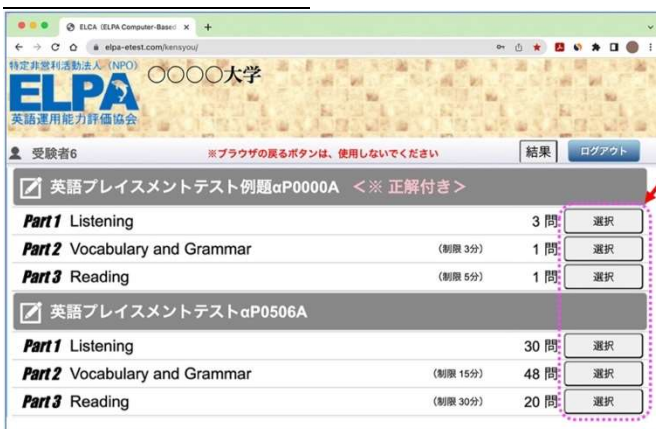 ELCA (ELPA Computer-Based
elpa-etest.com/kensyou/
特定非営利活動法人 (NPO)
ELPA
英語運用能力評価協会
〇〇〇〇大学
受験者6
※ブラウザの戻るボタンは、使用しないでください
結果
ログアウト
英語プレイスメントテスト例題αP0000A <※ 正解付き>
Part 1 Listening 3 問 選択
Part 2 Vocabulary and Grammar (制限 3分) 1 問 選択
Part 3 Reading (制限 5分) 1 問 選択
英語プレイスメントテストαP0506A
Part 1 Listening 30 問 選択
Part 2 Vocabulary and Grammar (制限 15分) 48 問 選択
Part 3 Reading (制限 30分) 20 問 選択